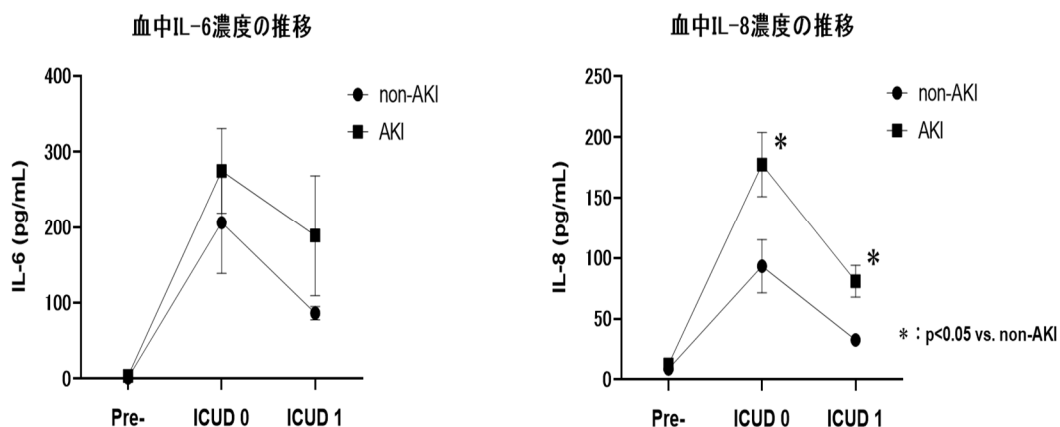 血中IL-6濃度の推移
400
300
200
100
0
IL-6 (pg/mL)
Pre-
ICUD 0
ICUD 1
non-AKI
AKI
血中IL-8濃度の推移
250
200
150
100
50
0
IL-8 (pg/mL)
Pre-
ICUD 0
ICUD 1
non-AKI
AKI
*
*
*：p<0.05 vs. non-AKI